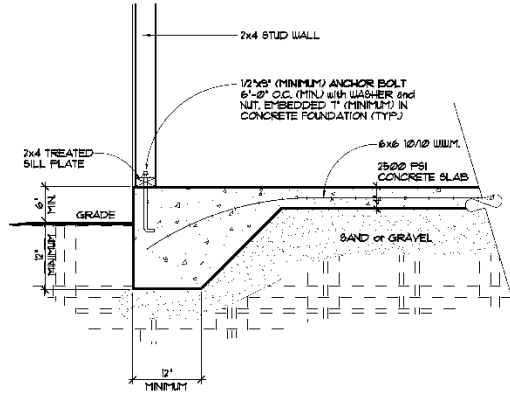 2x4 STUD WALL
1/2"x9" (MINIMUM) ANCHOR BOLT
6'-0" O.C. (MIN.) with WASHER and
NUT, EMBEDDED 7" (MINIMUM) IN
CONCRETE FOUNDATION (TYP.)
2x4 TREATED
SILL PLATE
6x6 10/10 W.W.M.
2500 PSI
CONCRETE SLAB
6"
MIN.
GRADE
SAND or GRAVEL
12"
MINIMUM
12"
MINIMUM